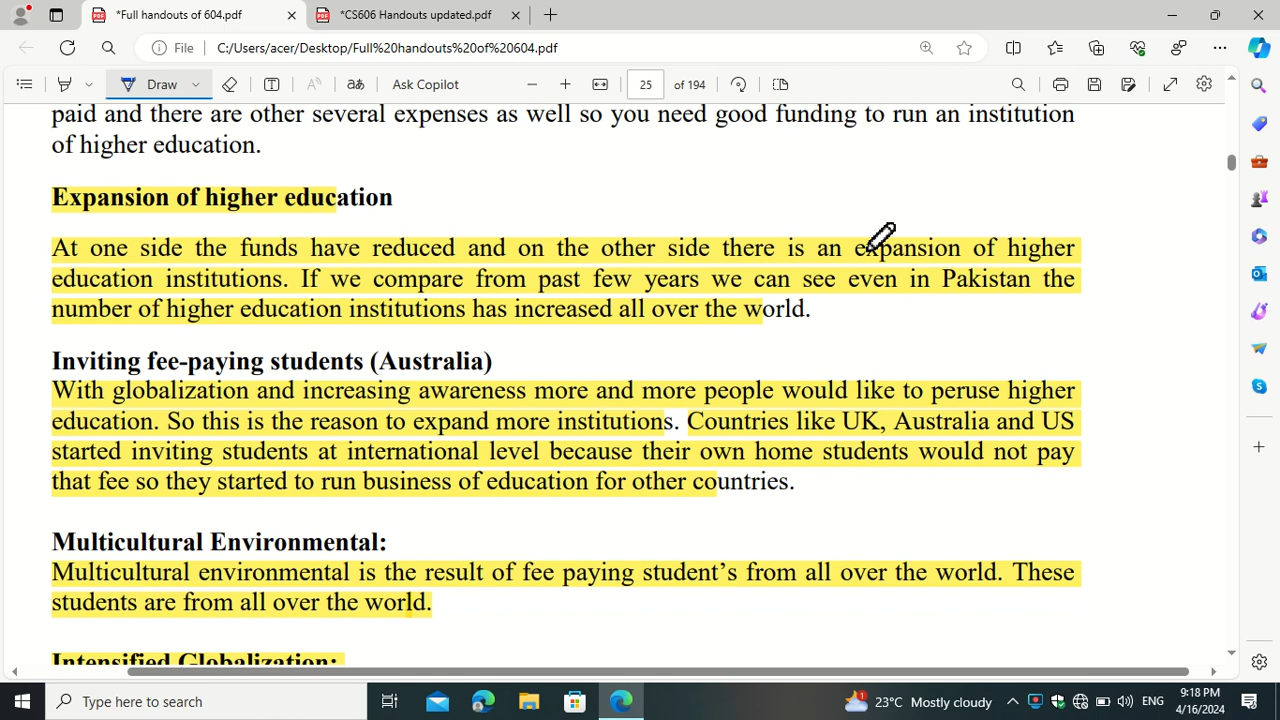 *Full handouts of 604.pdf
*CS606 Handouts updated.pdf
File
C:/Users/acer/Desktop/Full%20handouts%20of%20604.pdf
Draw
Ask Copilot
25
of 194
paid and there are other several expenses as well so you need good funding to run an institution
of higher education.
Expansion of higher education
At one side the funds have reduced and on the other side there is an expansion of higher
education institutions. If we compare from past few years we can see even in Pakistan the
number of higher education institutions has increased all over the world.
Inviting fee-paying students (Australia)
With globalization and increasing awareness more and more people would like to peruse higher
education. So this is the reason to expand more institutions. Countries like UK, Australia and US
started inviting students at international level because their own home students would not pay
that fee so they started to run business of education for other countries.
Multicultural Environmental:
Multicultural environmental is the result of fee paying student's from all over the world. These
students are from all over the world.
Intensified Globalization:
Type here to search
1
23°C Mostly cloudy
ENG
9:18 PM
4/16/2024